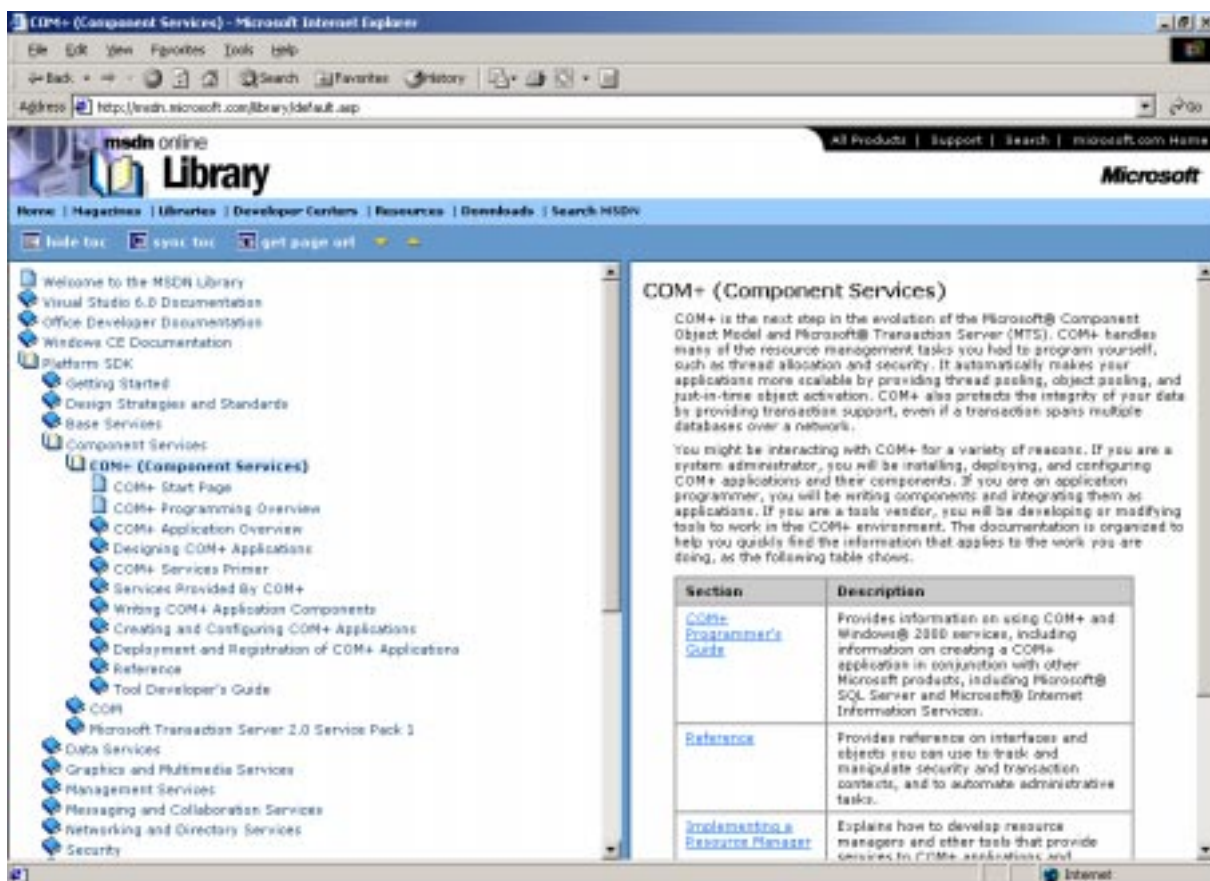 COM+ (Component Services) - Microsoft Internet Explorer
File Edit View Favorites Tools Help
Back Search Favorites History
Address http://msdn.microsoft.com/library/default.asp Go
msdn online
Library
All Products | Support | Search | microsoft.com Home
Microsoft
Home | Magazines | Libraries | Developer Centers | Resources | Downloads | Search MSDN
hide toc sync toc get page url
Welcome to the MSDN Library
Visual Studio 6.0 Documentation
Office Developer Documentation
Windows CE Documentation
Platform SDK
Getting Started
Design Strategies and Standards
Base Services
Component Services
COM+ (Component Services)
COM+ Start Page
COM+ Programming Overview
COM+ Application Overview
Designing COM+ Applications
COM+ Services Primer
Services Provided By COM+
Writing COM+ Application Components
Creating and Configuring COM+ Applications
Deployment and Registration of COM+ Applications
Reference
Tool Developer's Guide
COM
Microsoft Transaction Server 2.0 Service Pack 1
Data Services
Graphics and Multimedia Services
Management Services
Messaging and Collaboration Services
Networking and Directory Services
Security
COM+ (Component Services)
COM+ is the next step in the evolution of the Microsoft® Component
Object Model and Microsoft® Transaction Server (MTS). COM+ handles
many of the resource management tasks you had to program yourself,
such as thread allocation and security. It automatically makes your
applications more scalable by providing thread pooling, object pooling, and
just-in-time object activation. COM+ also protects the integrity of your data
by providing transaction support, even if a transaction spans multiple
databases over a network.
You might be interacting with COM+ for a variety of reasons. If you are a
system administrator, you will be installing, deploying, and configuring
COM+ applications and their components. If you are an application
programmer, you will be writing components and integrating them as
applications. If you are a tools vendor, you will be developing or modifying
tools to work in the COM+ environment. The documentation is organized to
help you quickly find the information that applies to the work you are
doing, as the following table shows.
Section Description
COM+ Programmer's Guide
Provides information on using COM+ and
Windows® 2000 services, including
information on creating a COM+
application in conjunction with other
Microsoft products, including Microsoft®
SQL Server and Microsoft® Internet
Information Services.
Reference
Provides reference on interfaces and
objects you can use to track and
manipulate security and transaction
contexts, and to automate administrative
tasks.
Implementing a
Resource Manager
Explains how to develop resource
managers and other tools that provide
services to COM+ applications and
Internet